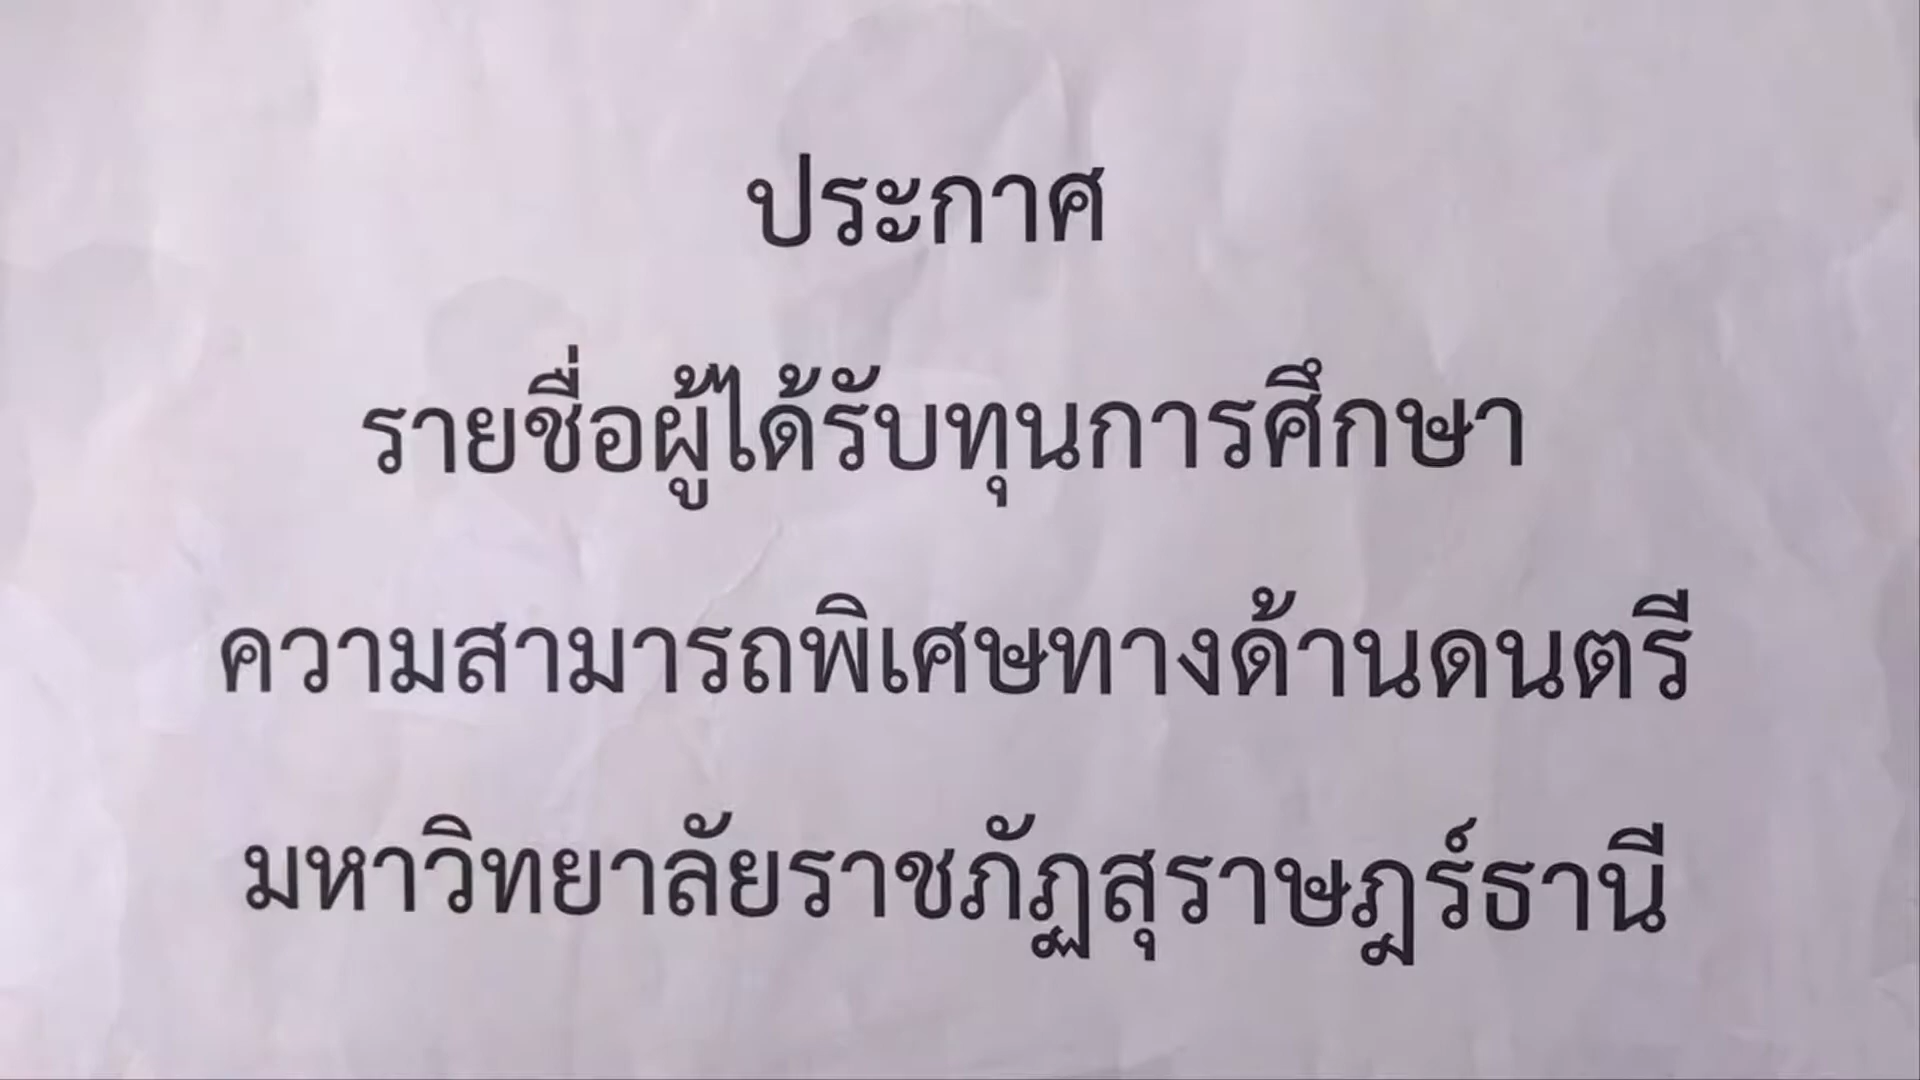 ประกาศ
รายชื่อผู้ได้รับทุนการศึกษา
ความสามารถพิเศษทางด้านดนตรี
มหาวิทยาลัยราชภัฏสุราษฎร์ธานี